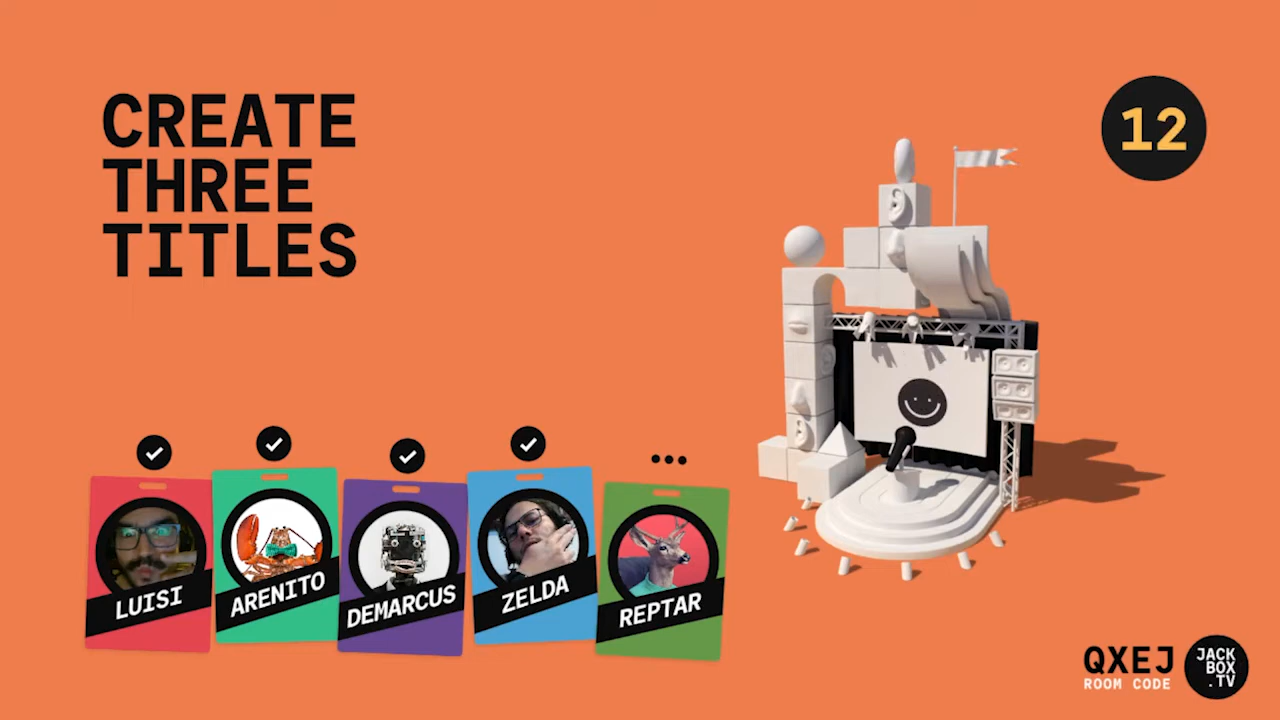 CREATE
THREE
TITLES
12
LUISI
ARENITO
DEMARCUS
ZELDA
REPTAR
QXEJ
ROOM CODE
JACK
BOX
.TV